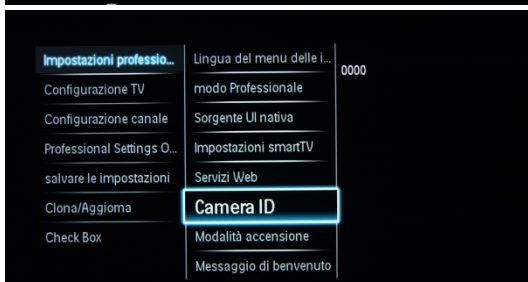 Impostazioni professio...
Configurazione TV
Configurazione canale
Professional Settings O...
salvare le impostazioni
Clona/Aggiorna
Check Box
Lingua del menu delle i...
modo Professionale
Sorgente UI nativa
Impostazioni smartTV
Servizi Web
Camera ID
Modalità accensione
Messaggio di benvenuto
0000